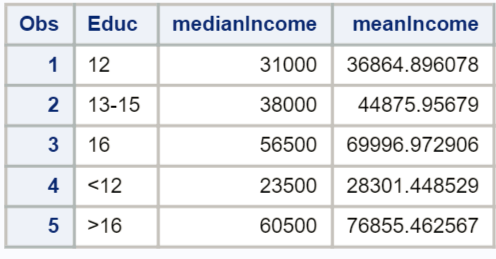 Obs Educ medianIncome meanIncome
1 12 31000 36864.896078
2 13-15 38000 44875.95679
3 16 56500 69996.972906
4 <12 23500 28301.448529
5 >16 60500 76855.462567